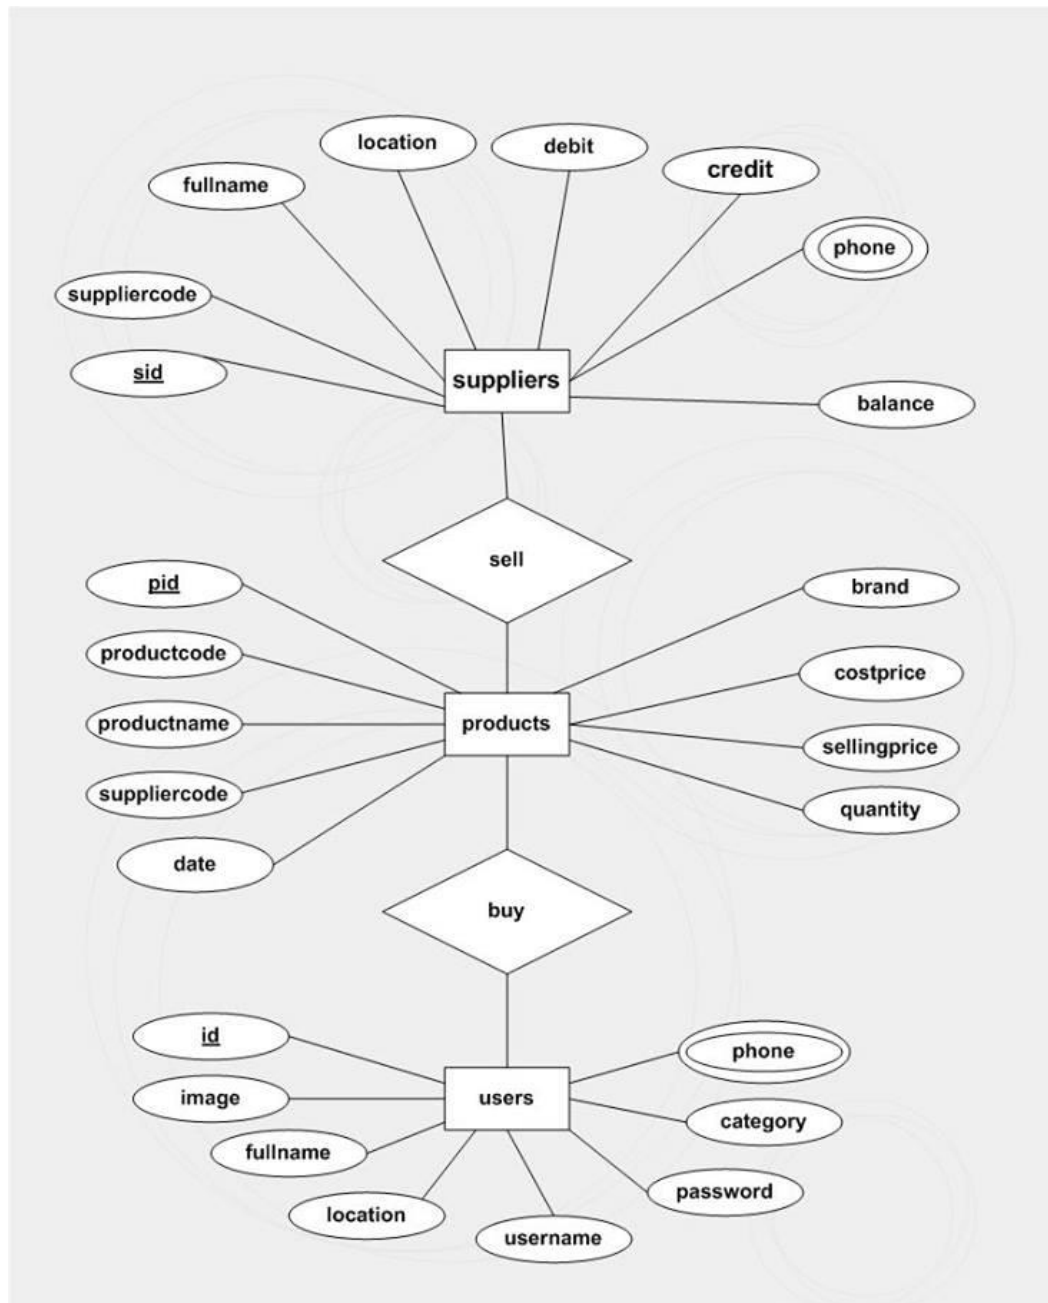 location
debit
credit
fullname
phone
suppliercode
sid
suppliers
balance
sell
pid
brand
productcode
costprice
productname
products
sellingprice
suppliercode
quantity
date
buy
id
phone
image
users
category
fullname
password
location
username